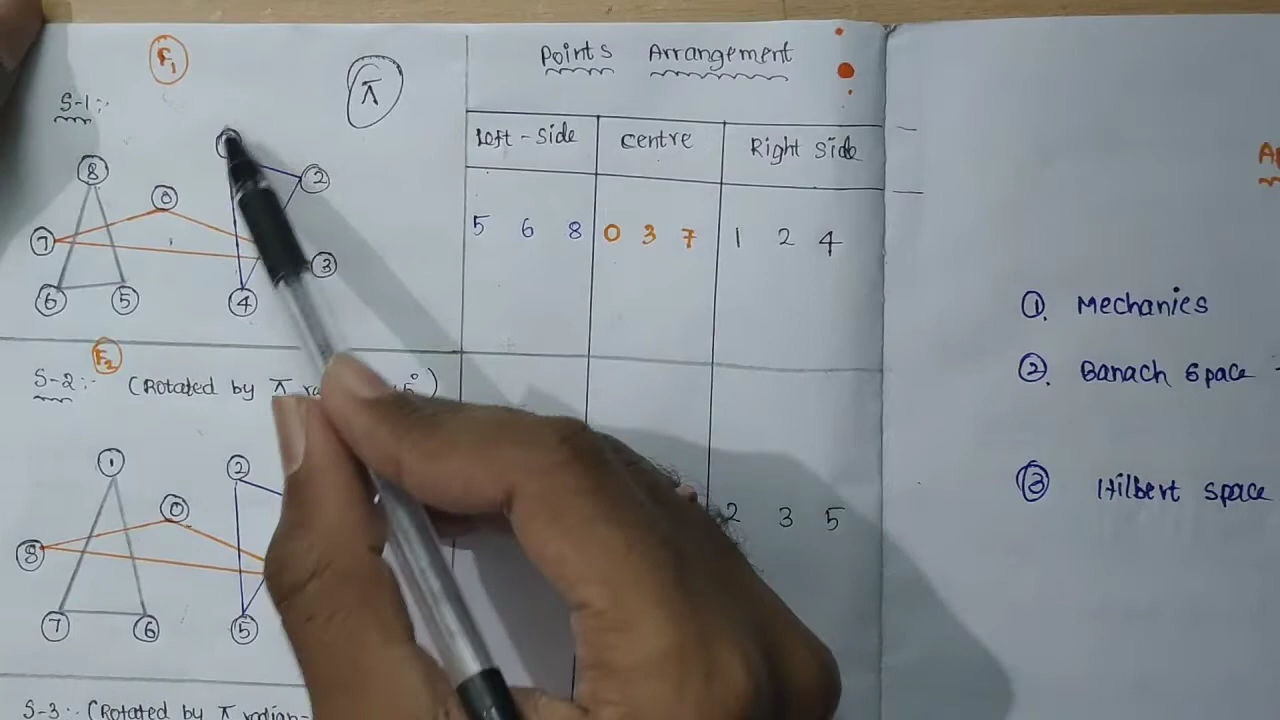 F1
π
S-1:-
8
0
2
7
3
6
5
4
Points Arrangement
Left-side centre Right side
5 6 8 0 3 7 1 2 4
F2
S-2:- (Rotated by π
1
2
0
8
7
6
5
2 3 5
S-3:- (Rotated by π radian-
①. Mechanics
②. Banach Space
③ Hilbert space